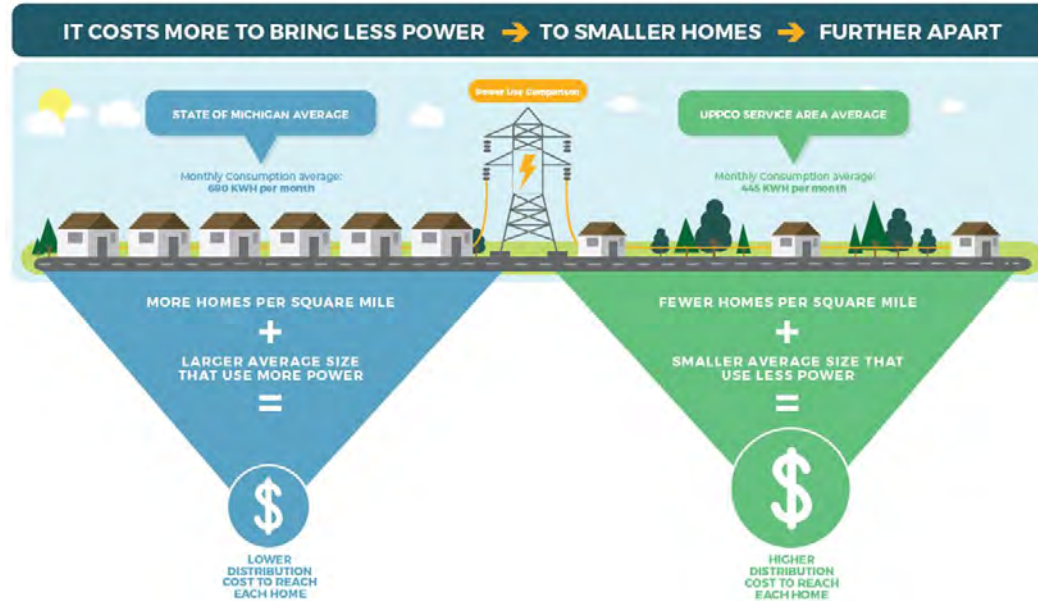 IT COSTS MORE TO BRING LESS POWER → TO SMALLER HOMES → FURTHER APART
Power Use Comparison
STATE OF MICHIGAN AVERAGE
Monthly Consumption average:
680 KWH per month
UPPCO SERVICE AREA AVERAGE
Monthly Consumption average:
445 KWH per month
MORE HOMES PER SQUARE MILE
+
LARGER AVERAGE SIZE
THAT USE MORE POWER
=
$
LOWER
DISTRIBUTION
COST TO REACH
EACH HOME
FEWER HOMES PER SQUARE MILE
+
SMALLER AVERAGE SIZE THAT
USE LESS POWER
=
$
HIGHER
DISTRIBUTION
COST TO REACH
EACH HOME